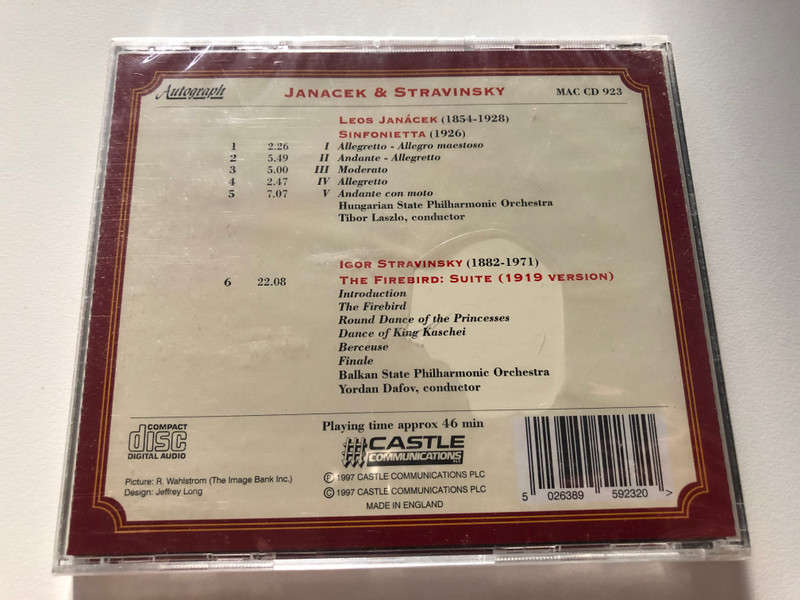 Autograph JANACEK & STRAVINSKY MAC CD 923
LEOS JANÁCEK (1854-1928)
SINFONIETTA (1926)
1 2.26 I Allegretto - Allegro maestoso
2 5.49 II Andante - Allegretto
3 5.00 III Moderato
4 2.47 IV Allegretto
5 7.07 V Andante con moto
Hungarian State Philharmonic Orchestra
Tibor Laszlo, conductor
IGOR STRAVINSKY (1882-1971)
6 22.08 THE FIREBIRD: SUITE (1919 VERSION)
Introduction
The Firebird
Round Dance of the Princesses
Dance of King Kaschei
Berceuse
Finale
Balkan State Philharmonic Orchestra
Yordan Dafov, conductor
Playing time approx 46 min
COMPACT
disc
DIGITAL AUDIO
CASTLE
COMMUNICATIONS
PLC
Picture: R. Wahlstrom (The Image Bank Inc.)
Design: Jeffrey Long
℗ 1997 CASTLE COMMUNICATIONS PLC
© 1997 CASTLE COMMUNICATIONS PLC
MADE IN ENGLAND
5 026389 592320 >